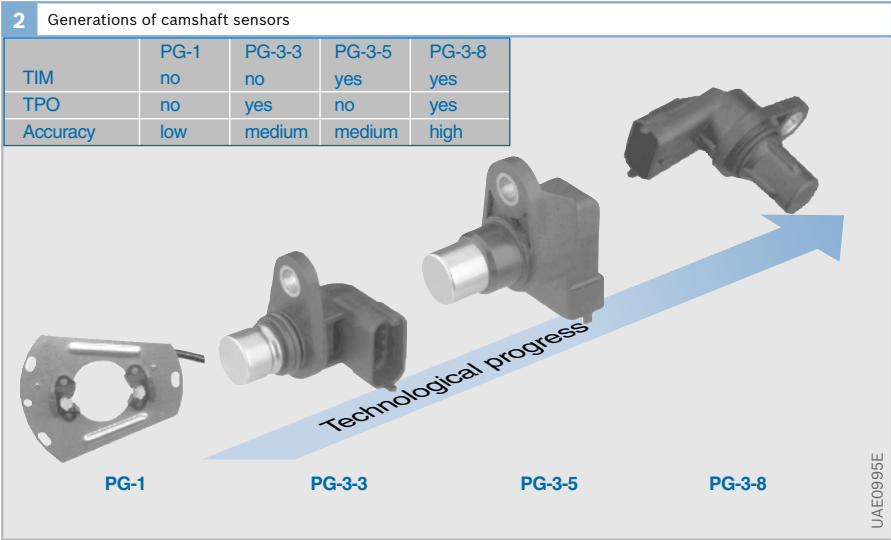 2 Generations of camshaft sensors
PG-1 PG-3-3 PG-3-5 PG-3-8
TIM no no yes yes
TPO no yes no yes
Accuracy low medium medium high
Technological progress
PG-1 PG-3-3 PG-3-5 PG-3-8
UAE0995E